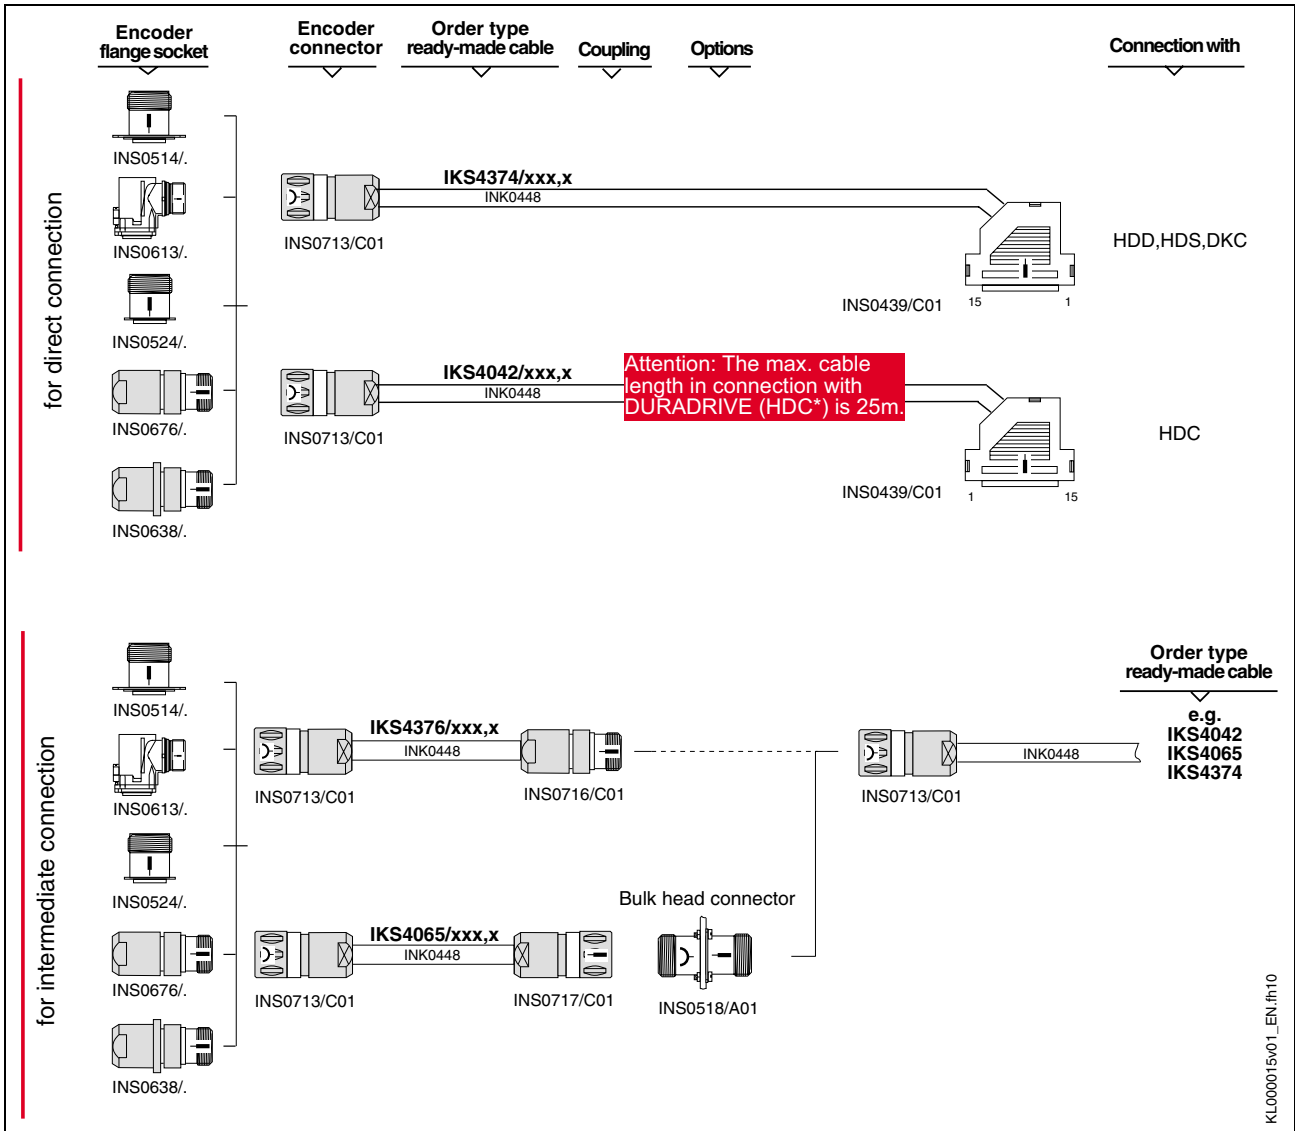 Encoder
flange socket
Encoder
connector
Order type
ready-made cable
Coupling
Options
Connection with
for direct connection
INS0514/.
INS0613/.
INS0524/.
INS0676/.
INS0638/.
IKS4374/xxx,x
INK0448
INS0713/C01
INS0439/C01
15
1
HDD,HDS,DKC
IKS4042/xxx,x
INK0448
INS0713/C01
Attention: The max. cable
length in connection with
DURADRIVE (HDC*) is 25m.
INS0439/C01
1
15
HDC
for intermediate connection
INS0514/.
INS0613/.
INS0524/.
INS0676/.
INS0638/.
IKS4376/xxx,x
INK0448
INS0713/C01
INS0716/C01
INS0713/C01
INK0448
Order type
ready-made cable
e.g.
IKS4042
IKS4065
IKS4374
IKS4065/xxx,x
INK0448
INS0713/C01
INS0717/C01
Bulk head connector
INS0518/A01
KL000015v01_EN.fh10